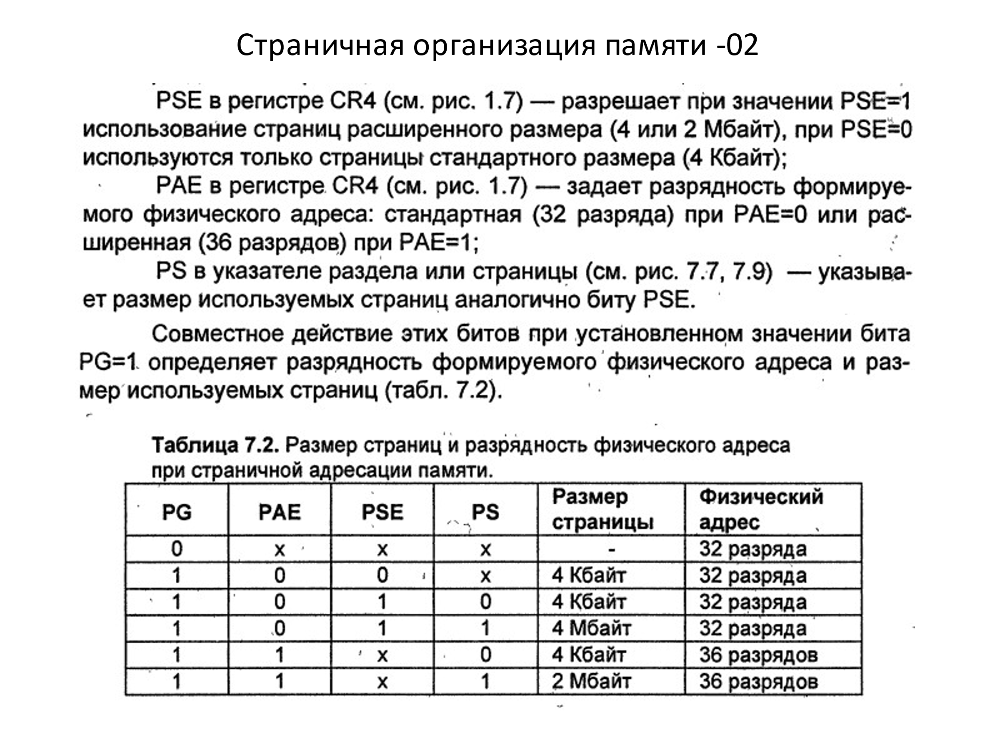 Страничная организация памяти -02
PSE в регистре CR4 (см. рис. 1.7) — разрешает при значении PSE=1
использование страниц расширенного размера (4 или 2 Мбайт), при PSE=0
используются только страницы стандартного размера (4 Кбайт);
PAE в регистре CR4 (см. рис. 1.7) — задает разрядность формируе-
мого физического адреса: стандартная (32 разряда) при PAE=0 или рас-
ширенная (36 разрядов) при PAE=1;
PS в указателе раздела или страницы (см. рис. 7.7, 7.9) — указыва-
ет размер используемых страниц аналогично биту PSE.
Совместное действие этих битов при установленном значении бита
PG=1 определяет разрядность формируемого физического адреса и раз-
мер используемых страниц (табл. 7.2).
Таблица 7.2. Размер страниц и разрядность физического адреса
при страничной адресации памяти.
PG PAE PSE PS Размер страницы Физический адрес
0 x x x - 32 разряда
1 0 0 x 4 Кбайт 32 разряда
1 0 1 0 4 Кбайт 32 разряда
1 0 1 1 4 Мбайт 32 разряда
1 1 x 0 4 Кбайт 36 разрядов
1 1 x 1 2 Мбайт 36 разрядов